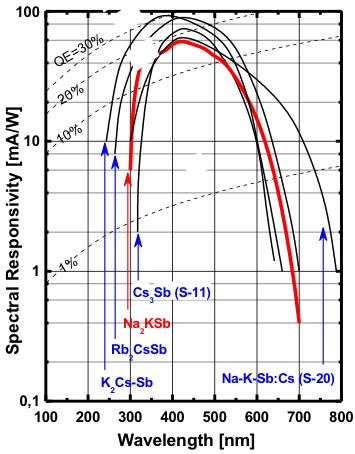 100
10
1
0,1
Spectral Responsivity [mA/W]
QE=30%
20%
10%
1%
Cs3Sb (S-11)
Na2KSb
Rb2CsSb
K2Cs-Sb
Na-K-Sb:Cs (S-20)
100 200 300 400 500 600 700 800
Wavelength [nm]